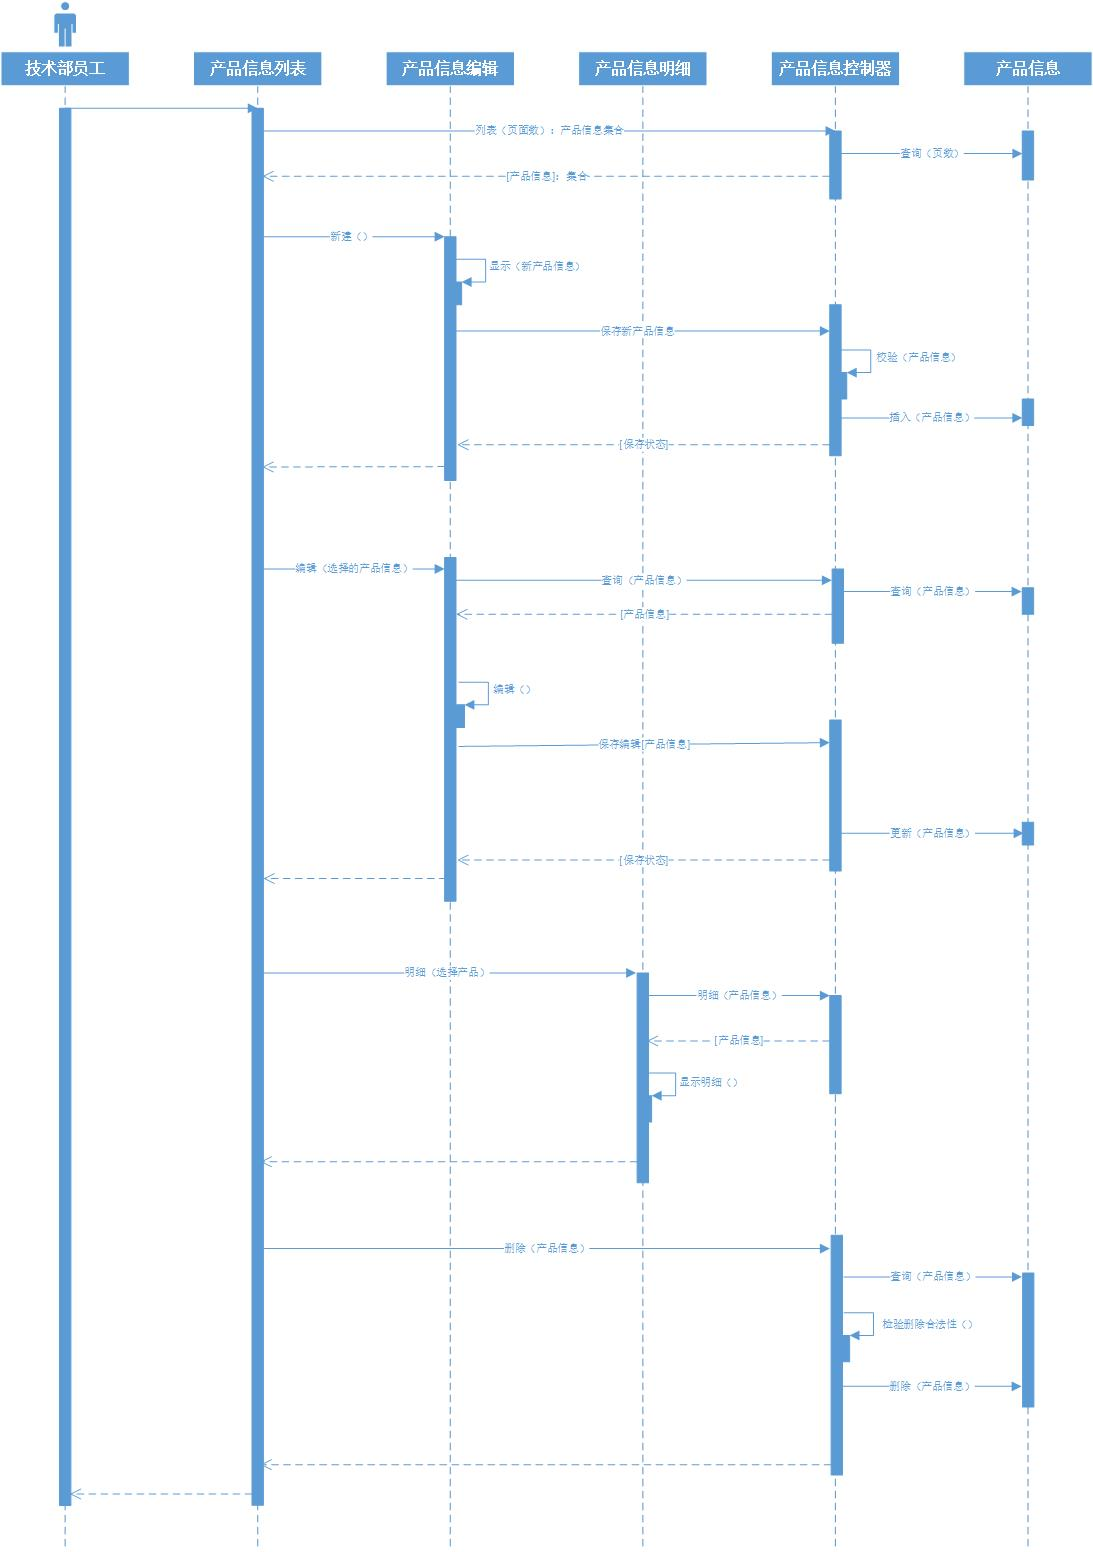 技术部员工
产品信息列表
产品信息编辑
产品信息明细
产品信息控制器
产品信息
列表（页面数）：产品信息集合
查询（页数）
[产品信息]：集合
新建（）
显示（新产品信息）
保存新产品信息
校验（产品信息）
插入（产品信息）
[保存状态]
编辑（选择的产品信息）
查询（产品信息）
查询（产品信息）
[产品信息]
编辑（）
保存编辑[产品信息]
更新（产品信息）
[保存状态]
明细（选择产品）
明细（产品信息）
[产品信息]
显示明细（）
删除（产品信息）
查询（产品信息）
检验删除合法性（）
删除（产品信息）